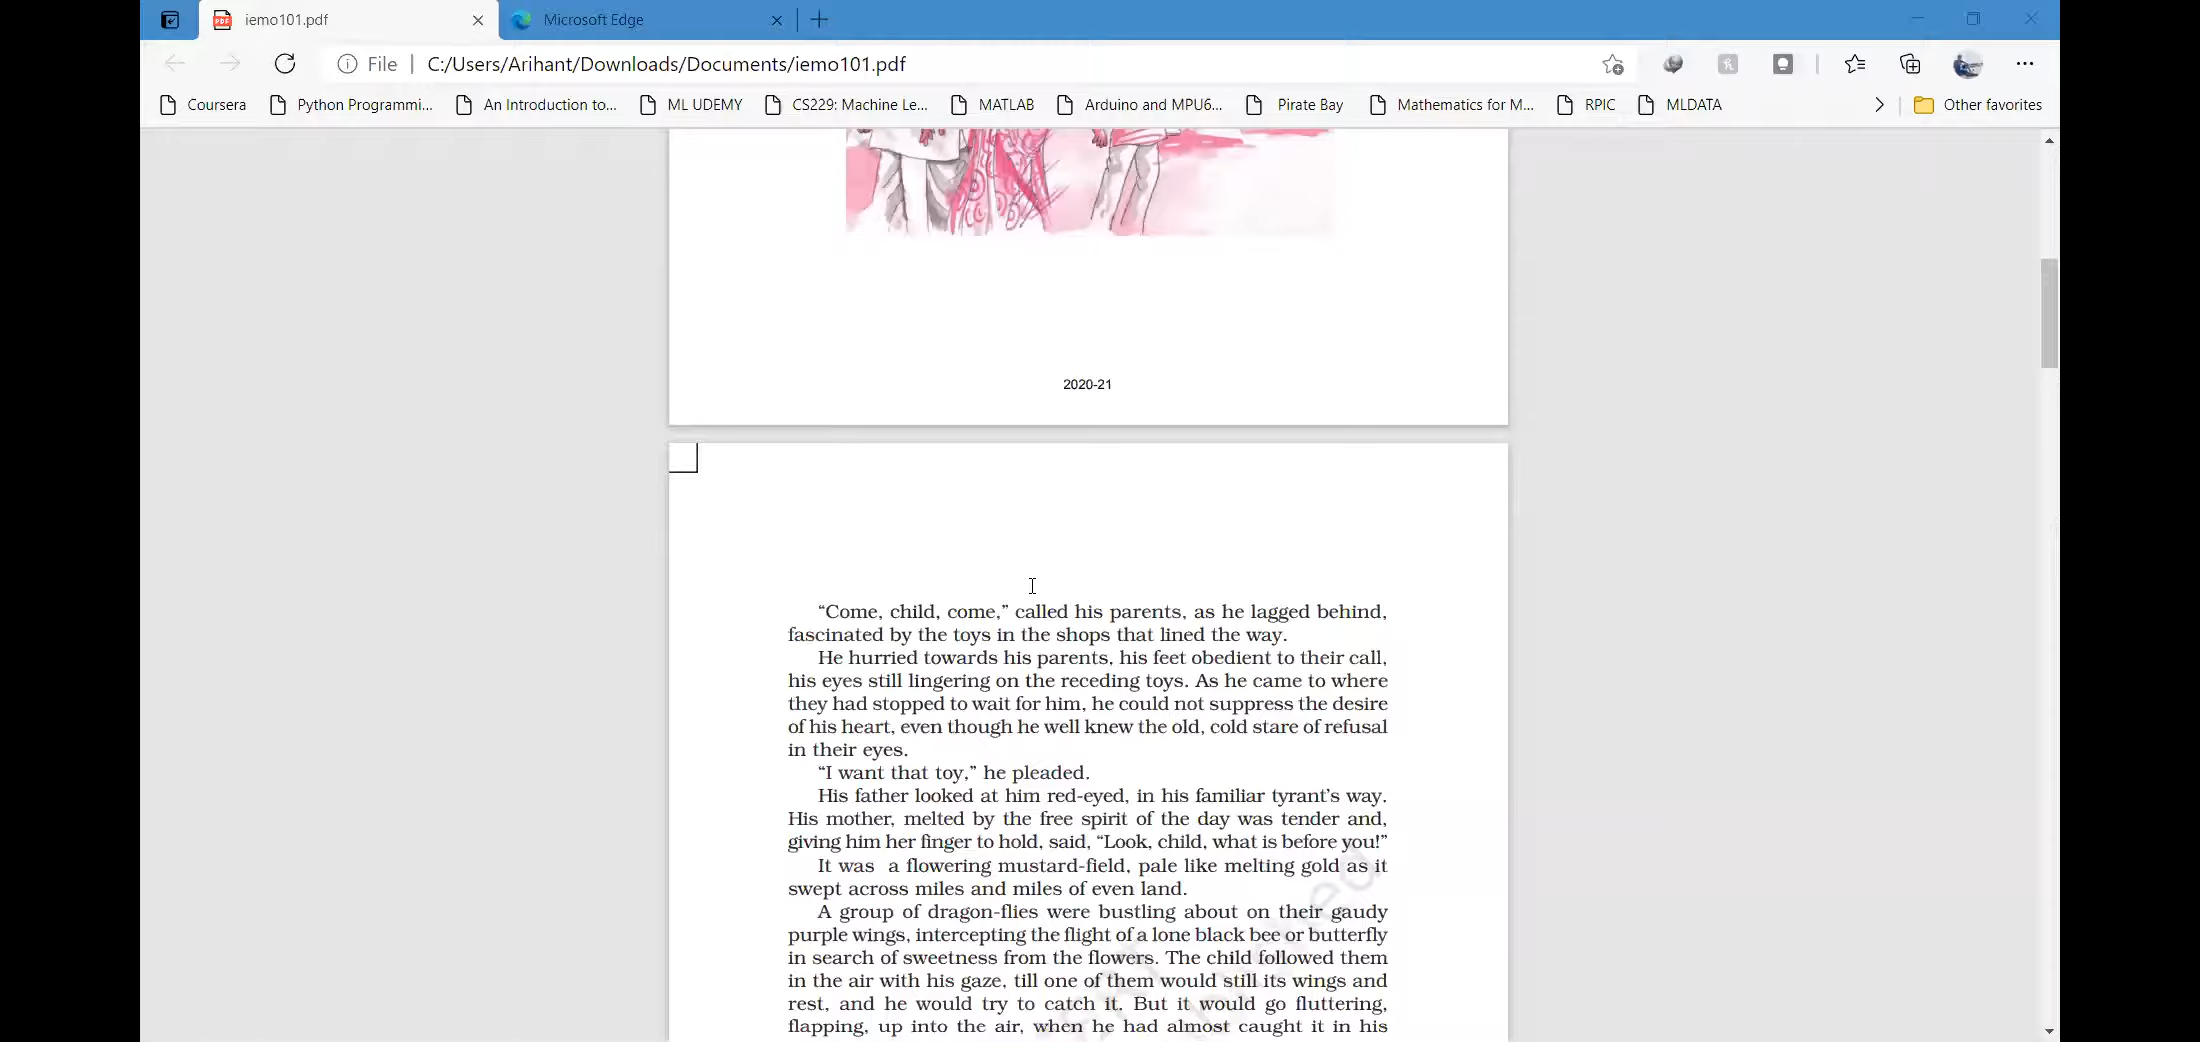 iemo101.pdf
Microsoft Edge
File | C:/Users/Arihant/Downloads/Documents/iemo101.pdf
Coursera Python Programmi... An Introduction to... ML UDEMY CS229: Machine Le... MATLAB Arduino and MPU6... Pirate Bay Mathematics for M... RPIC MLDATA Other favorites
2020-21
“Come, child, come,” called his parents, as he lagged behind,
fascinated by the toys in the shops that lined the way.
He hurried towards his parents, his feet obedient to their call,
his eyes still lingering on the receding toys. As he came to where
they had stopped to wait for him, he could not suppress the desire
of his heart, even though he well knew the old, cold stare of refusal
in their eyes.
“I want that toy,” he pleaded.
His father looked at him red-eyed, in his familiar tyrant’s way.
His mother, melted by the free spirit of the day was tender and,
giving him her finger to hold, said, “Look, child, what is before you!”
It was a flowering mustard-field, pale like melting gold as it
swept across miles and miles of even land.
A group of dragon-flies were bustling about on their gaudy
purple wings, intercepting the flight of a lone black bee or butterfly
in search of sweetness from the flowers. The child followed them
in the air with his gaze, till one of them would still its wings and
rest, and he would try to catch it. But it would go fluttering,
flapping, up into the air, when he had almost caught it in his